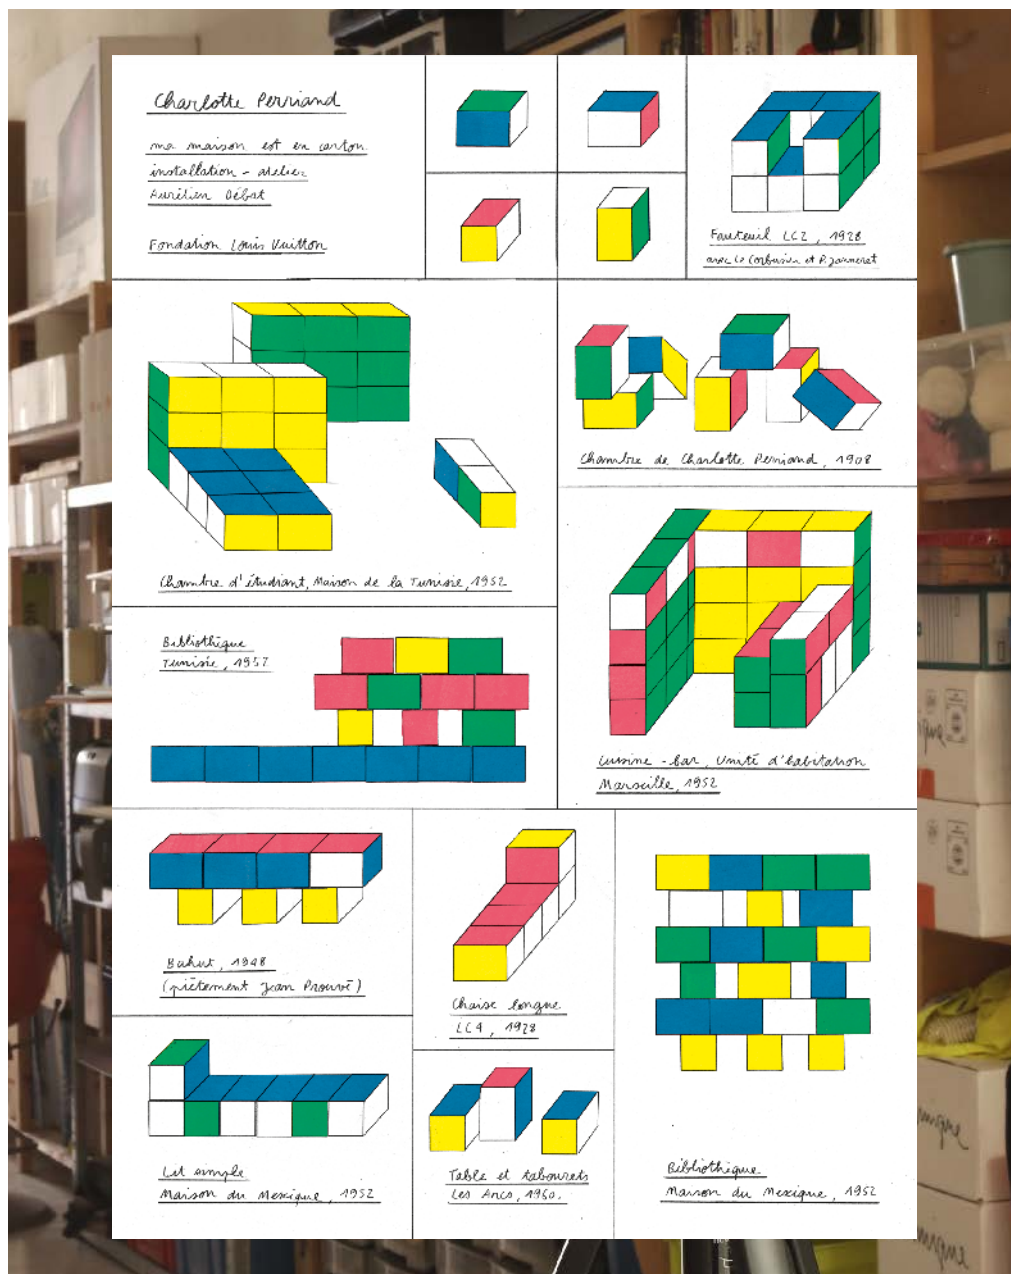 Charlotte Perriand
ma maison est en carton
installation - atelier
Aurélien Débat
Fondation Louis Vuitton
Fauteuil LC2, 1928
avec Le Corbusier et P. Jeanneret
Chambre d'étudiant, Maison de la Tunisie, 1952
Chambre de Charlotte Perriand, 1908
Bibliothèque
Tunisie, 1952
Cuisine - bar, Unité d'habitation
Marseille, 1952
Bahut, 1948
(piètement Jean Prouvé)
Chaise longue
LC4, 1928
Lit simple
Maison du Mexique, 1952
Table et tabourets
Les Arcs, 1960.
Bibliothèque
Maison du Mexique, 1952